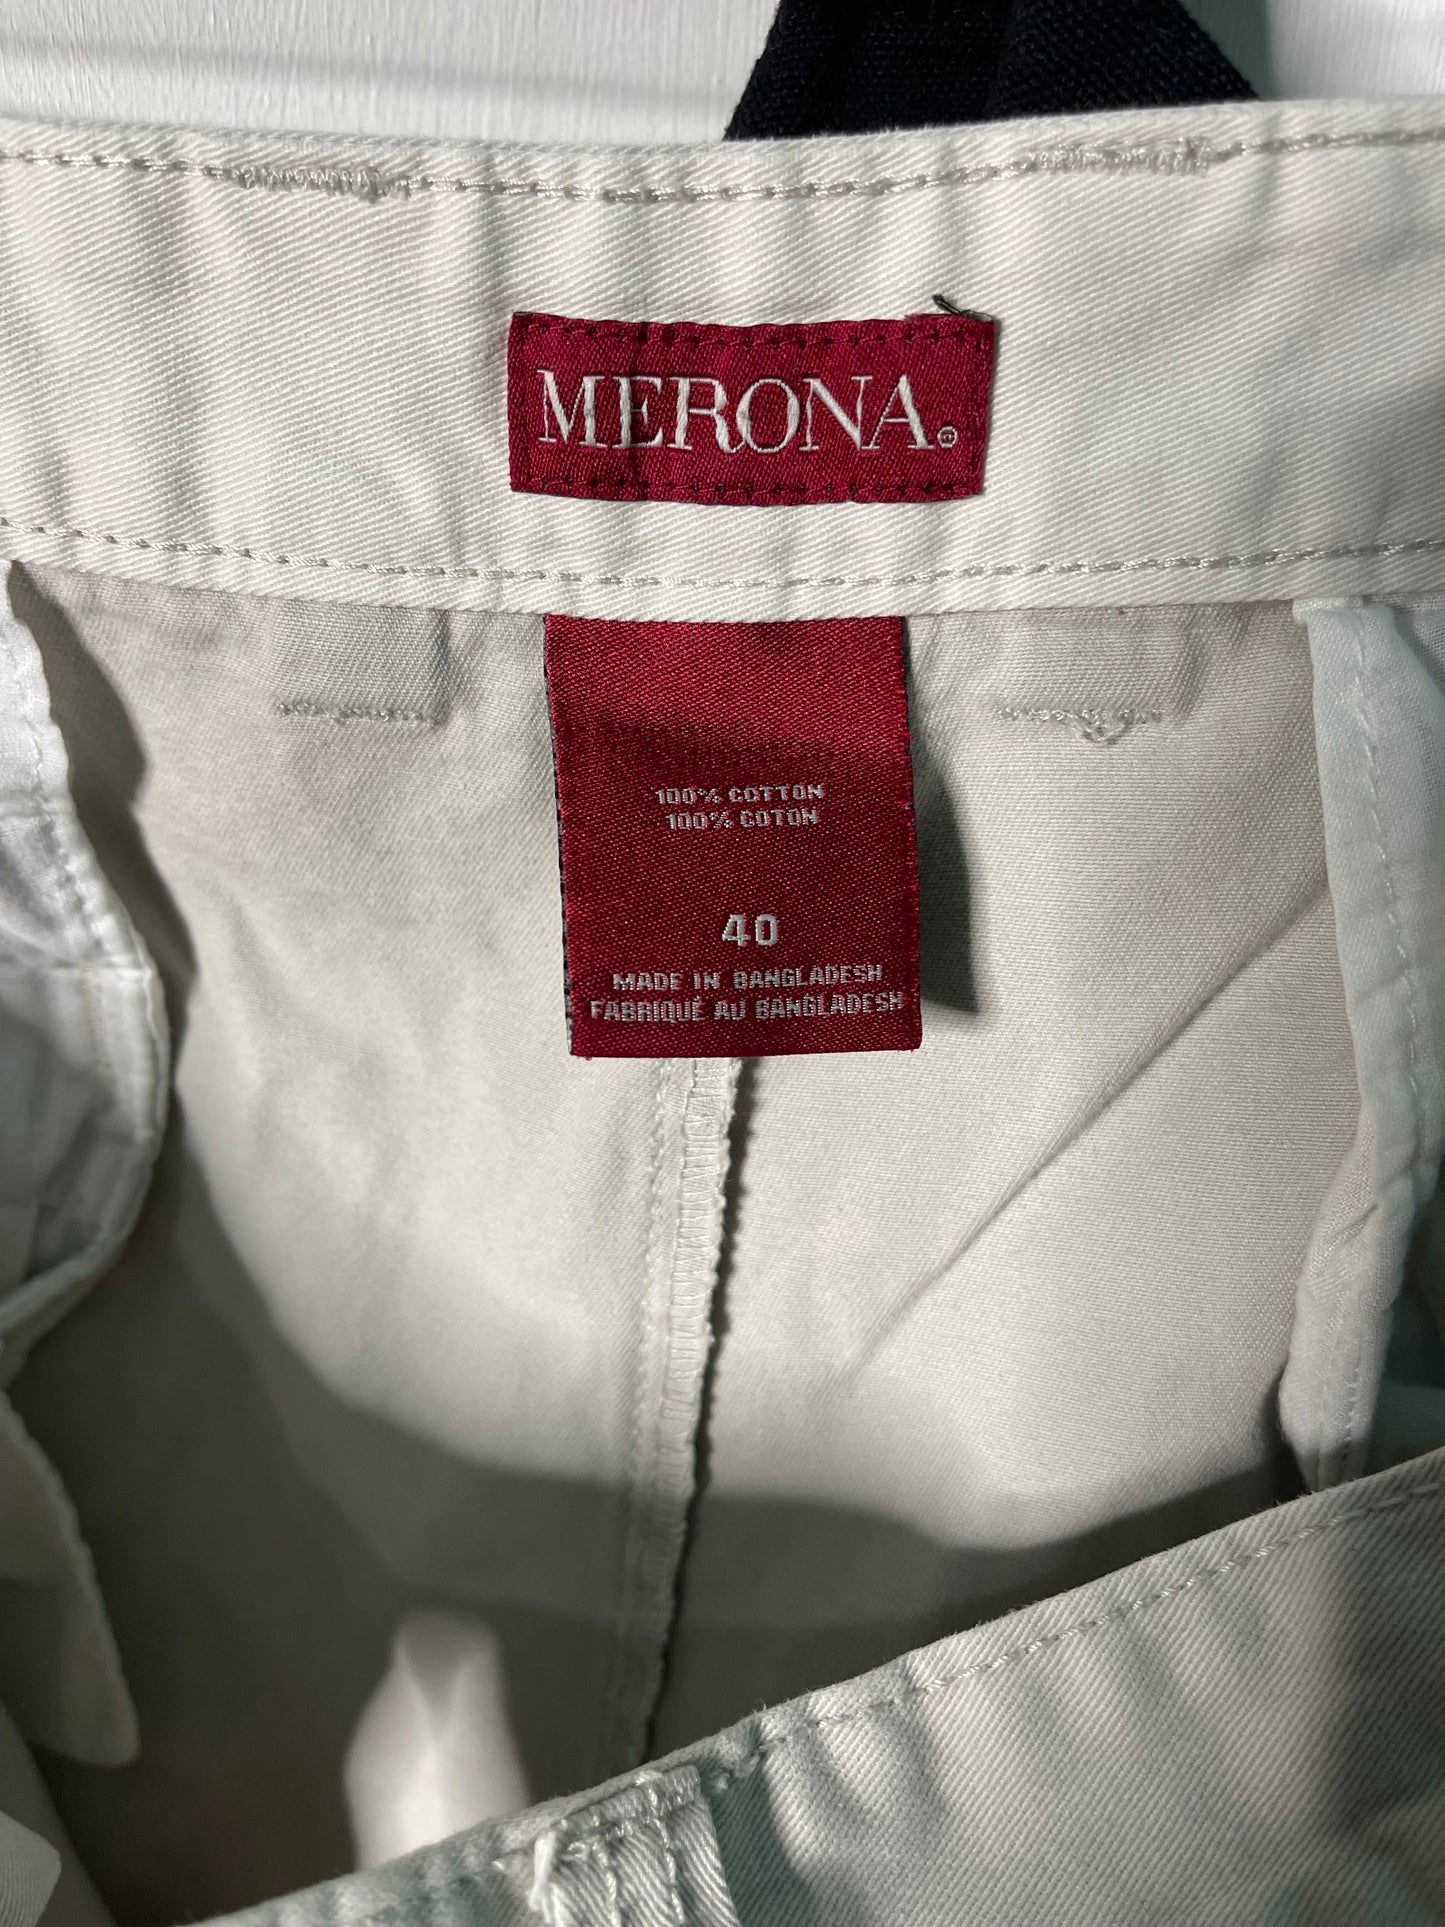 MERONA®
100% COTTON
100% COTON
40
MADE IN BANGLADESH
FABRIQUÉ AU BANGLADESH